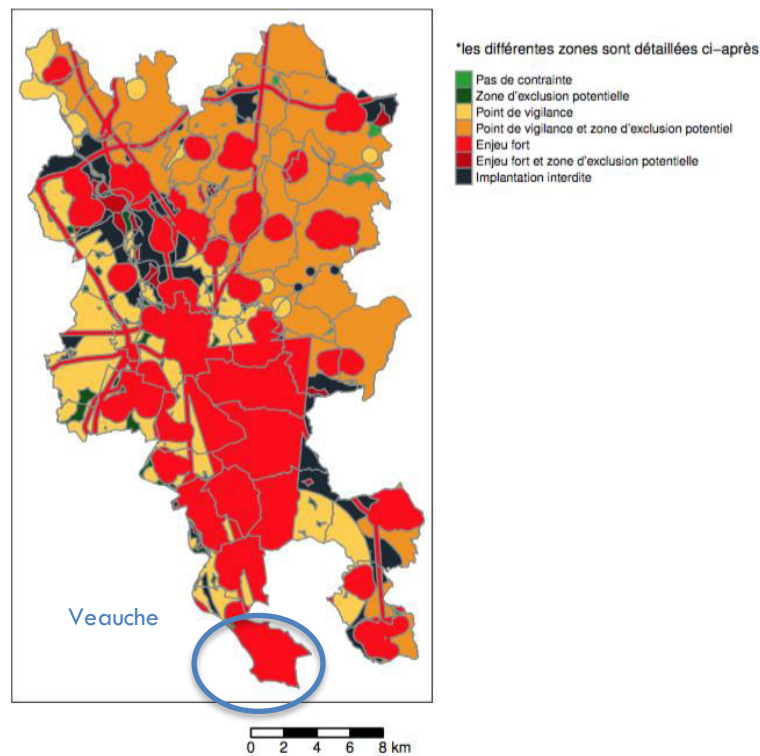 *les différentes zones sont détaillées ci-après
Pas de contrainte
Zone d'exclusion potentielle
Point de vigilance
Point de vigilance et zone d'exclusion potentiel
Enjeu fort
Enjeu fort et zone d'exclusion potentielle
Implantation interdite
Veauche
0 2 4 6 8 km